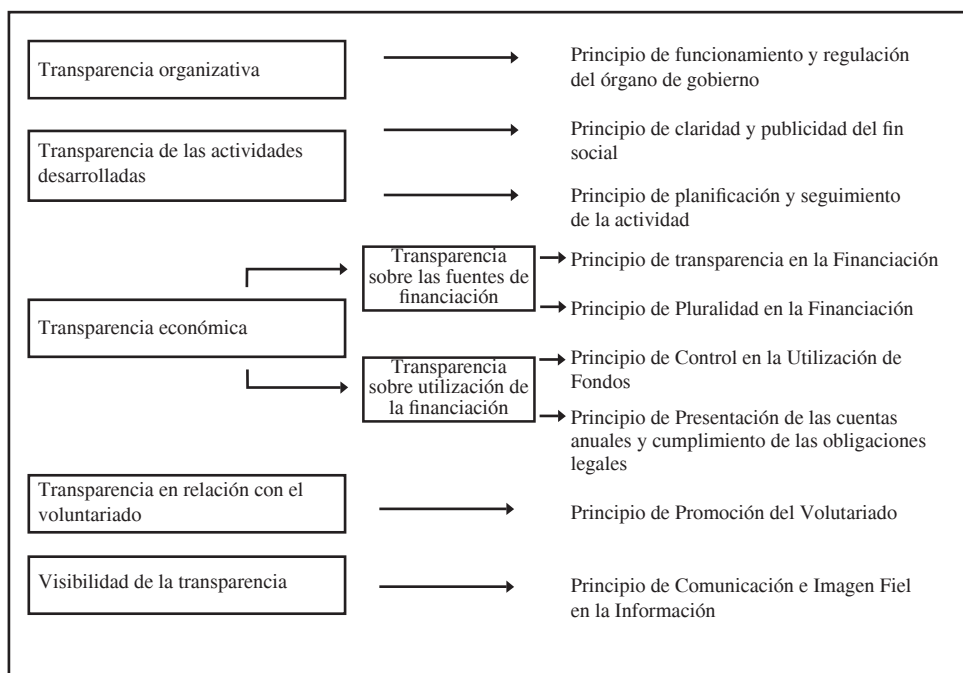 Transparencia organizativa
Principio de funcionamiento y regulación
del órgano de gobierno
Transparencia de las actividades
desarrolladas
Principio de claridad y publicidad del fin
social
Principio de planificación y seguimiento
de la actividad
Transparencia económica
Transparencia
sobre las fuentes de
financiación
Principio de transparencia en la Financiación
Principio de Pluralidad en la Financiación
Transparencia
sobre utilización de
la financiación
Principio de Control en la Utilización de
Fondos
Principio de Presentación de las cuentas
anuales y cumplimiento de las obligaciones
legales
Transparencia en relación con el
voluntariado
Principio de Promoción del Volutariado
Visibilidad de la transparencia
Principio de Comunicación e Imagen Fiel
en la Información